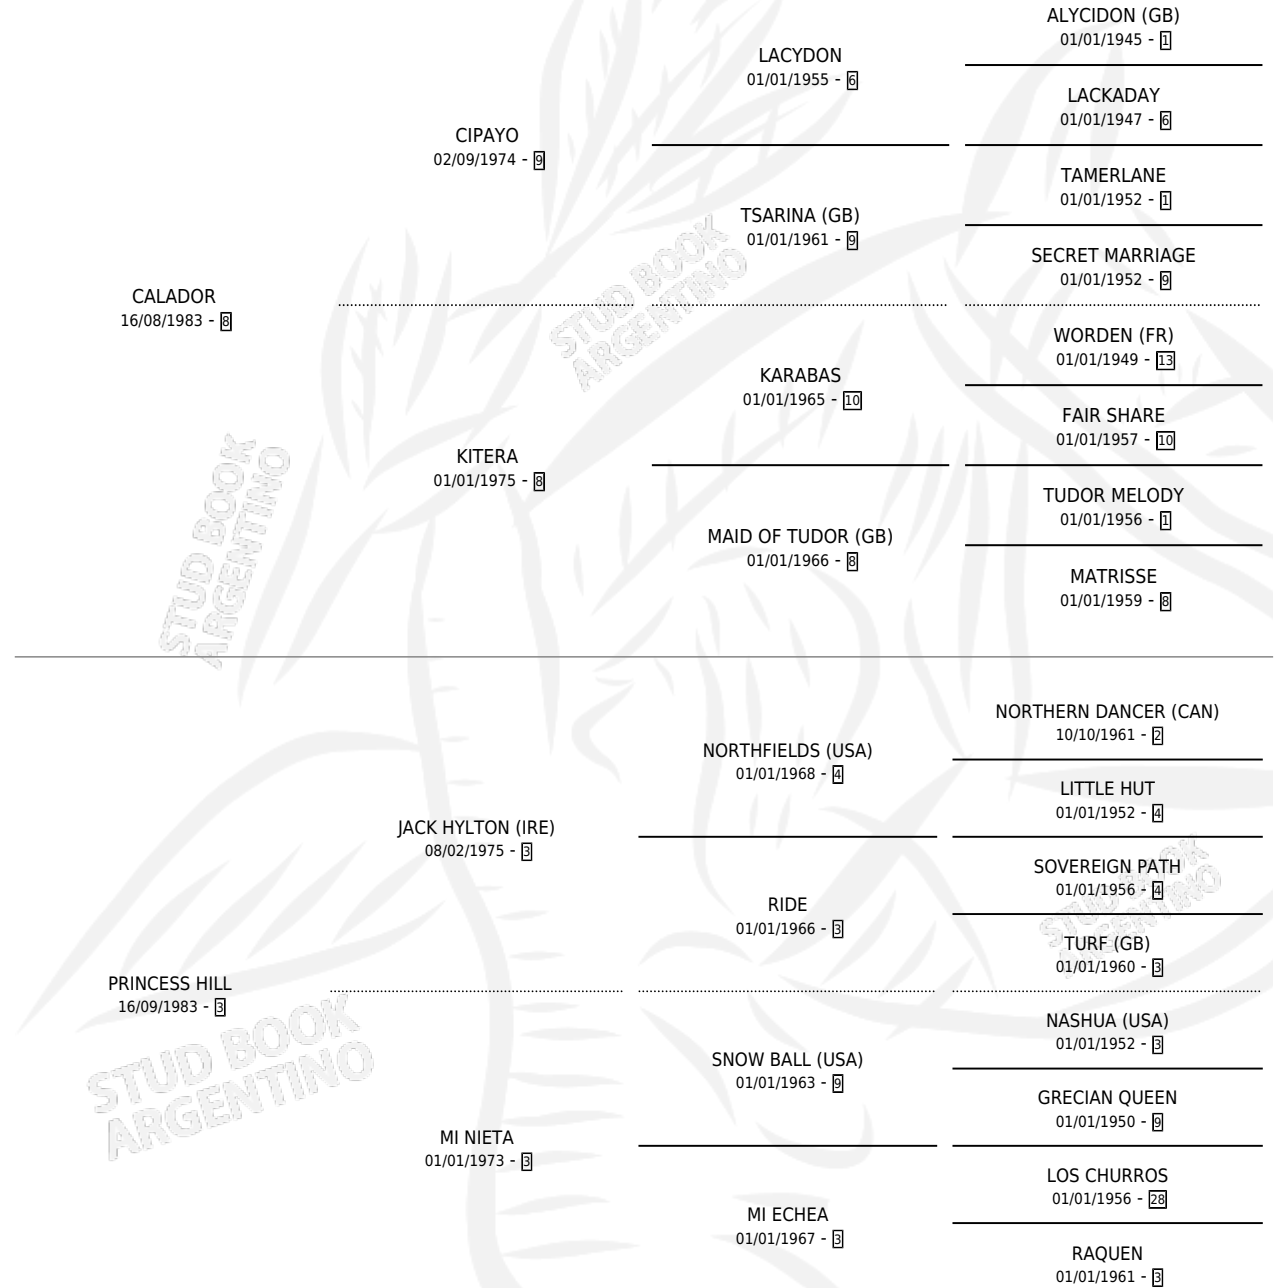 ALYCIDON (GB)
01/01/1945 - 1
LACYDON
01/01/1955 - 6
LACKADAY
01/01/1947 - 6
CIPAYO
02/09/1974 - 9
TAMERLANE
01/01/1952 - 1
TSARINA (GB)
01/01/1961 - 9
SECRET MARRIAGE
01/01/1952 - 9
CALADOR
16/08/1983 - 8
STUD BOOK
ARGENTINO
WORDEN (FR)
01/01/1949 - 13
KARABAS
01/01/1965 - 10
FAIR SHARE
01/01/1957 - 10
KITERA
01/01/1975 - 8
TUDOR MELODY
01/01/1956 - 1
MAID OF TUDOR (GB)
01/01/1966 - 8
MATRISSE
01/01/1959 - 8
STUD BOOK
ARGENTINO
NORTHERN DANCER (CAN)
10/10/1961 - 2
NORTHFIELDS (USA)
01/01/1968 - 4
LITTLE HUT
01/01/1952 - 4
JACK HYLTON (IRE)
08/02/1975 - 3
SOVEREIGN PATH
01/01/1956 - 4
RIDE
01/01/1966 - 3
TURF (GB)
01/01/1960 - 3
STUD BOOK
ARGENTINO
PRINCESS HILL
16/09/1983 - 3
NASHUA (USA)
01/01/1952 - 3
SNOW BALL (USA)
01/01/1963 - 9
GRECIAN QUEEN
01/01/1950 - 9
STUD BOOK
ARGENTINO
MI NIETA
01/01/1973 - 3
LOS CHURROS
01/01/1956 - 28
MI ECHEA
01/01/1967 - 3
RAQUEN
01/01/1961 - 3